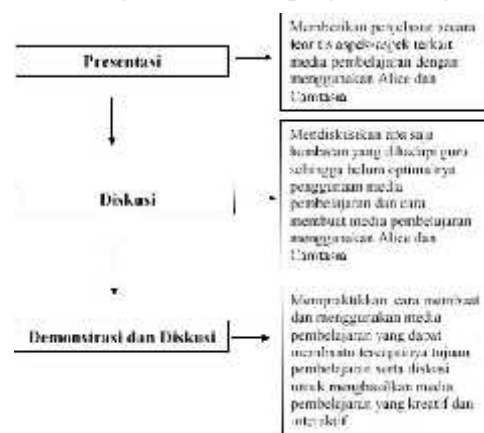 Presentasi
Memberikan penjelasan secara
teoritis aspek-aspek terkait
media pembelajaran dengan
menggunakan Alice dan
Camtasia
Diskusi
Mendiskusikan apa saja
hambatan yang dihadapi guru
sehingga belum optimalnya
penggunaan media
pembelajaran dan cara
membuat media pembelajaran
menggunakan Alice dan
Camtasia
Demonstrasi dan Diskusi
Mempraktikkan cara membuat
dan menggunakan media
pembelajaran yang dapat
membantu tercapainya tujuan
pembelajaran serta diskusi
untuk menghasilkan media
pembelajaran yang kreatif dan
interaktif